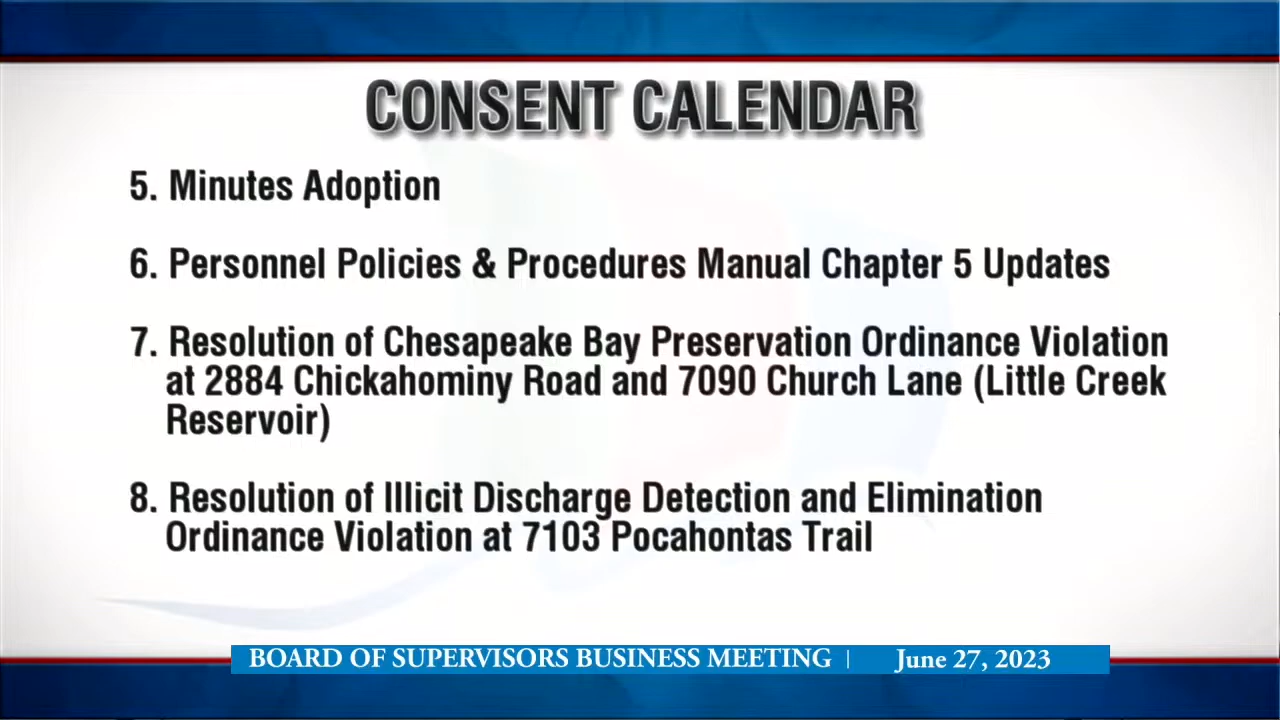 CONSENT CALENDAR
5. Minutes Adoption
6. Personnel Policies & Procedures Manual Chapter 5 Updates
7. Resolution of Chesapeake Bay Preservation Ordinance Violation
at 2884 Chickahominy Road and 7090 Church Lane (Little Creek
Reservoir)
8. Resolution of Illicit Discharge Detection and Elimination
Ordinance Violation at 7103 Pocahontas Trail
BOARD OF SUPERVISORS BUSINESS MEETING | June 27, 2023